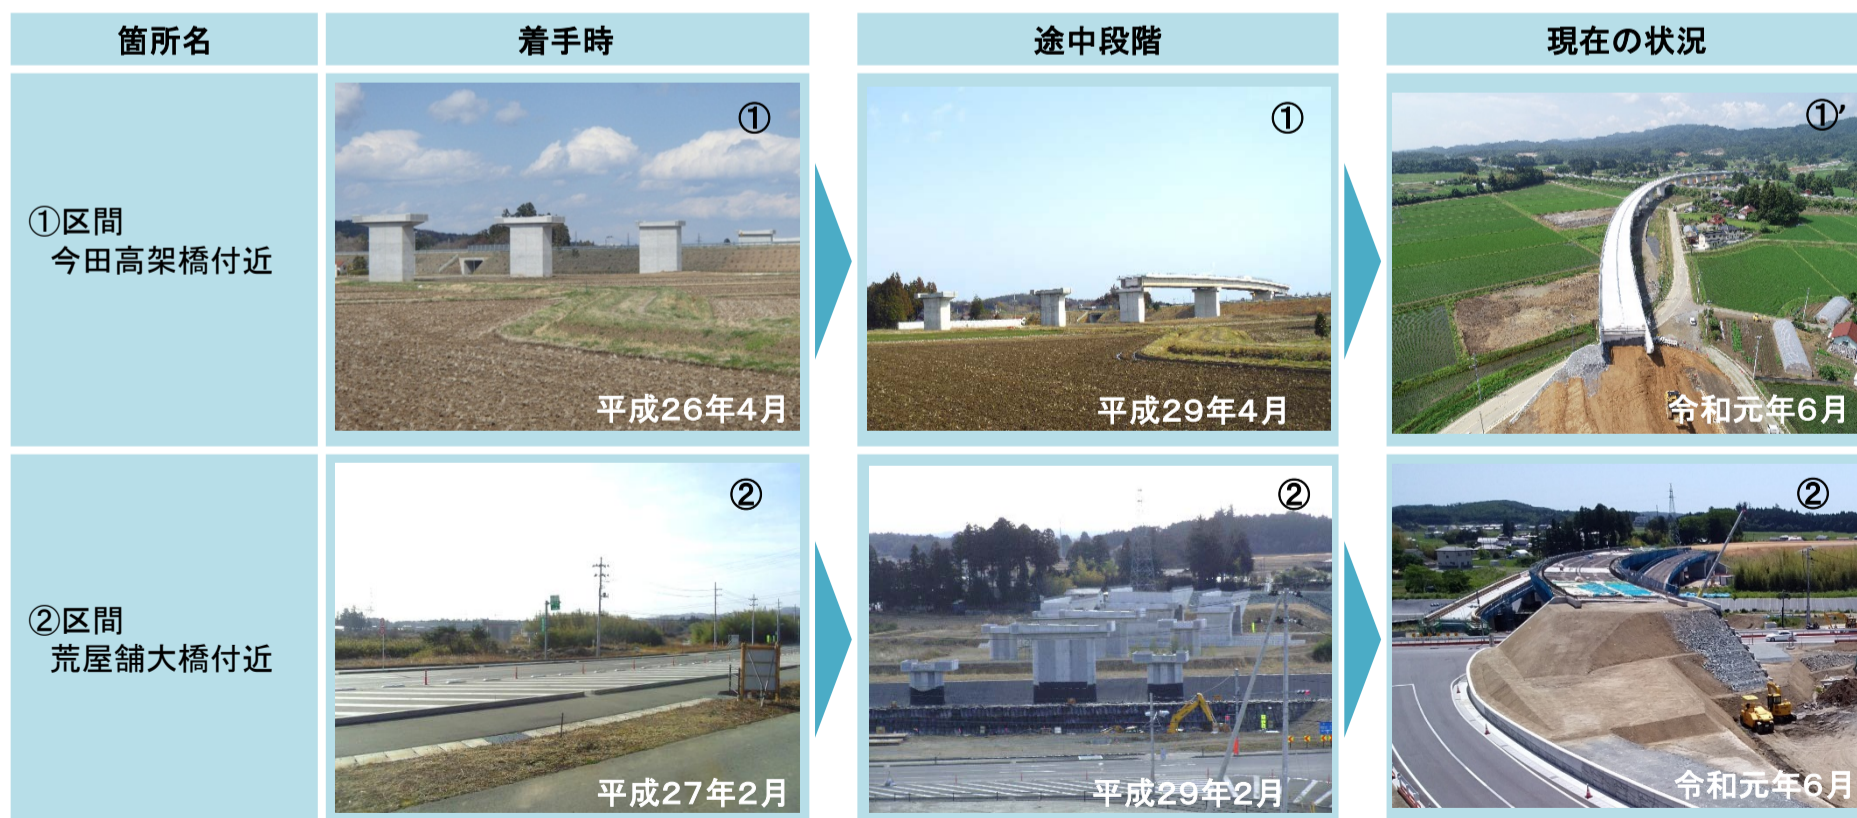 箇所名
着手時
途中段階
現在の状況
①区間
今田高架橋付近
①
平成26年4月
①
平成29年4月
①’
令和元年6月
②区間
荒屋舗大橋付近
②
平成27年2月
②
平成29年2月
②
令和元年6月